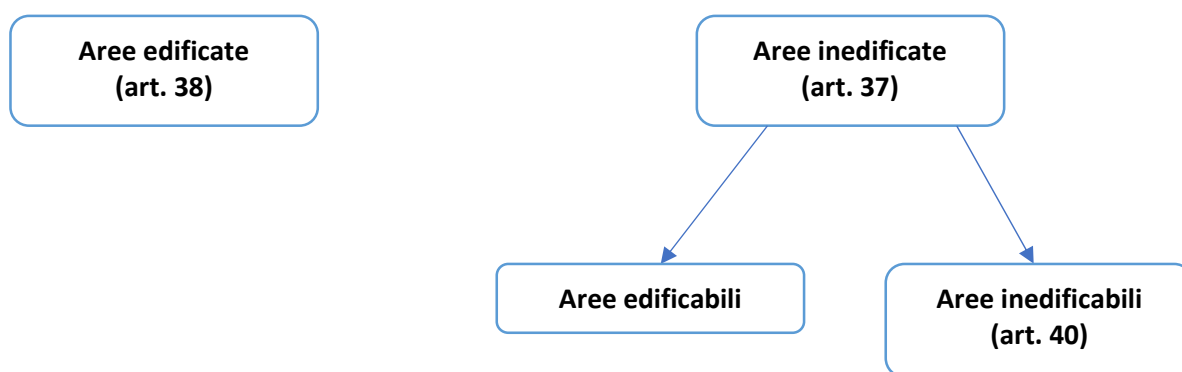 Aree edificate
(art. 38)
Aree inedificate
(art. 37)
Aree edificabili
Aree inedificabili
(art. 40)